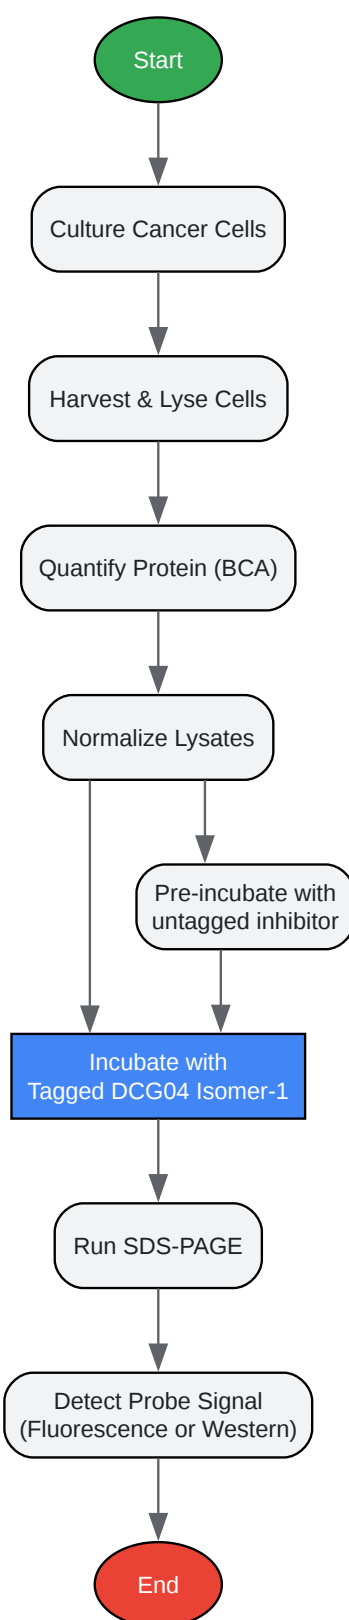 Start
Culture Cancer Cells
Harvest & Lyse Cells
Quantify Protein (BCA)
Normalize Lysates
Pre-incubate with
untagged inhibitor
Incubate with
Tagged DCG04 Isomer-1
Run SDS-PAGE
Detect Probe Signal
(Fluorescence or Western)
End